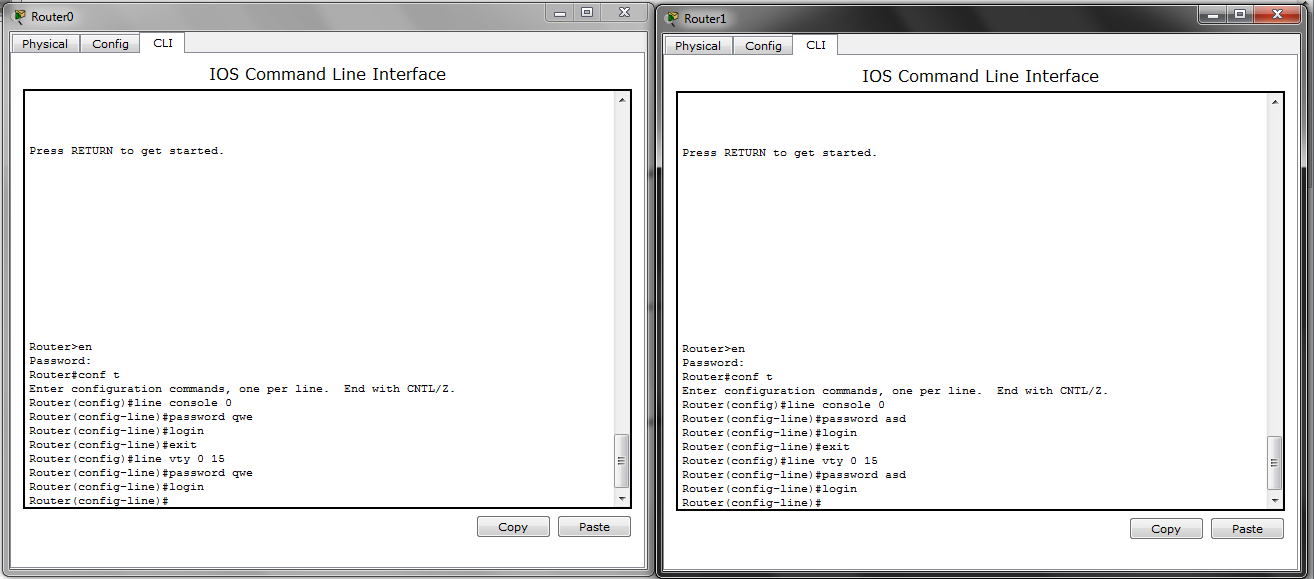 Router0
Physical Config CLI
IOS Command Line Interface
Press RETURN to get started.
Router>en
Password:
Router#conf t
Enter configuration commands, one per line.  End with CNTL/Z.
Router(config)#line console 0
Router(config-line)#password qwe
Router(config-line)#login
Router(config-line)#exit
Router(config-line)#line vty 0 15
Router(config-line)#password qwe
Router(config-line)#login
Router(config-line)#
Copy Paste
Router1
Physical Config CLI
IOS Command Line Interface
Press RETURN to get started.
Router>en
Password:
Router#conf t
Enter configuration commands, one per line.  End with CNTL/Z.
Router(config)#line console 0
Router(config-line)#password asd
Router(config-line)#login
Router(config-line)#exit
Router(config)#line vty 0 15
Router(config-line)#password asd
Router(config-line)#login
Router(config-line)#
Copy Paste